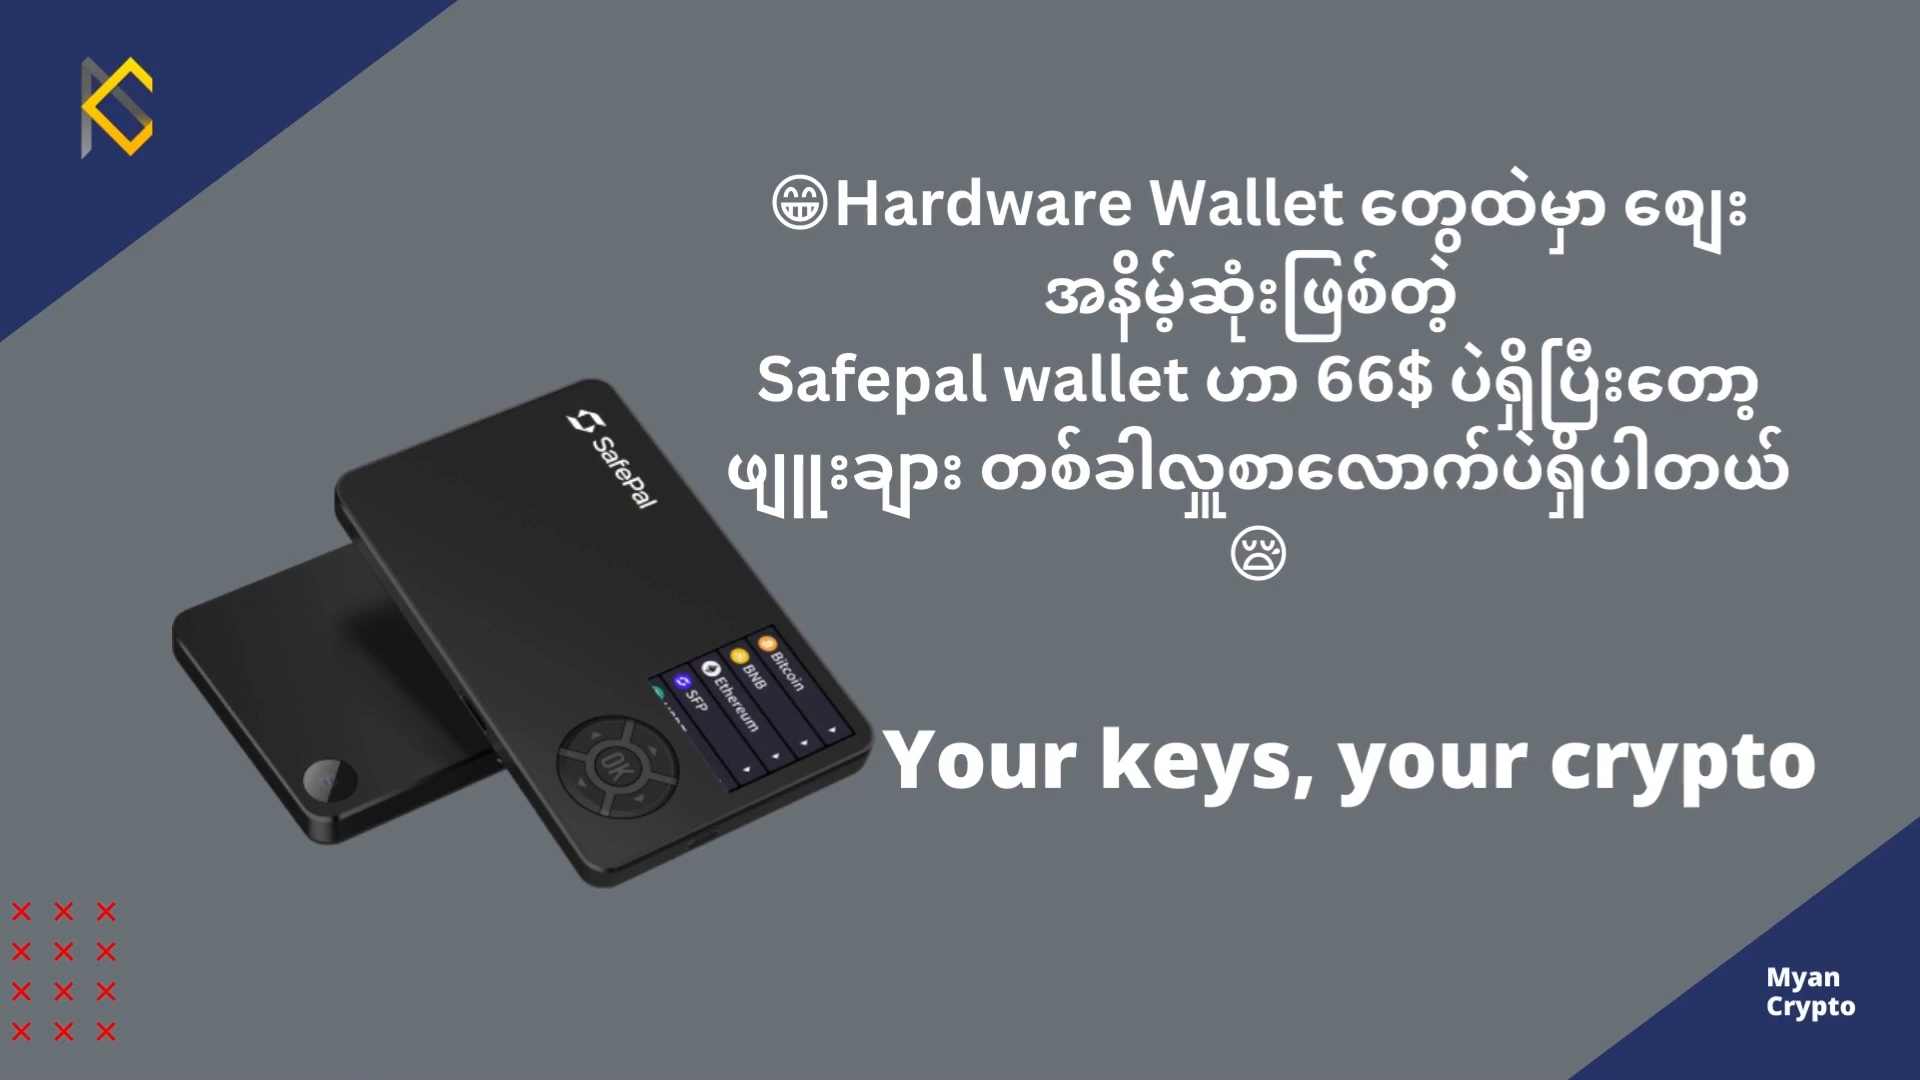 😁Hardware Wallet တွေထဲမှာ ဈေး
အနိမ့်ဆုံးဖြစ်တဲ့
Safepal wallet ဟာ 66$ ပဲရှိပြီးတော့
ဖျူးချား တစ်ခါလှူစာလောက်ပဲရှိပါတယ်
😢
SafePal
Bitcoin
BNB
Ethereum
SFP
OK
Your keys, your crypto
Myan
Crypto